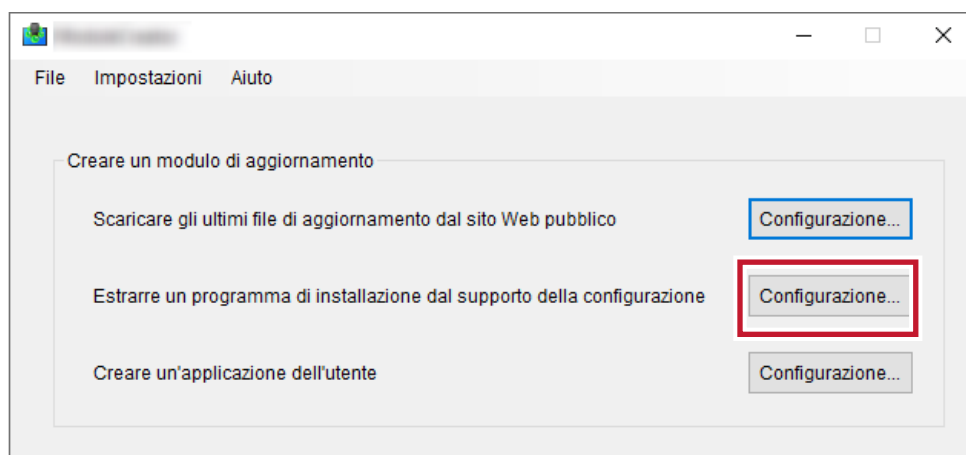 File Impostazioni Aiuto
Creare un modulo di aggiornamento
Scaricare gli ultimi file di aggiornamento dal sito Web pubblico Configurazione...
Estrarre un programma di installazione dal supporto della configurazione Configurazione...
Creare un'applicazione dell'utente Configurazione...